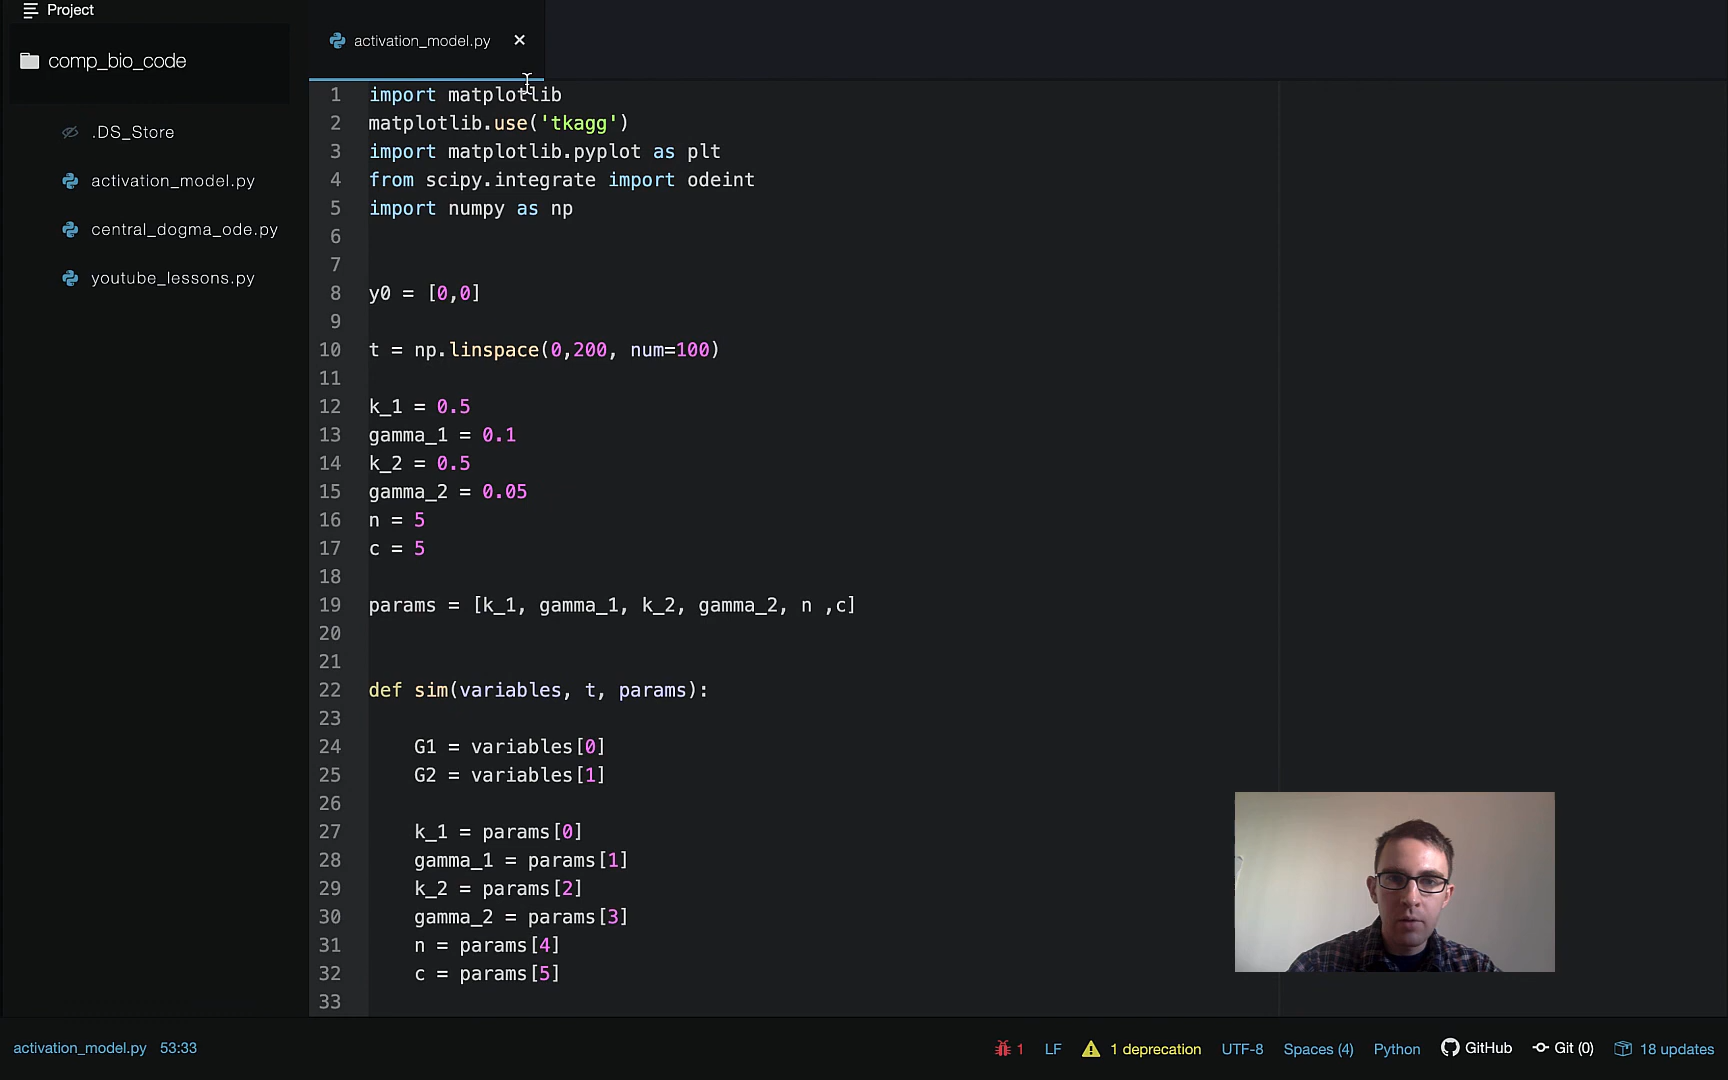 Project
comp_bio_code
.DS_Store
activation_model.py
central_dogma_ode.py
youtube_lessons.py
activation_model.py
1 import matplotlib
2 matplotlib.use('tkagg')
3 import matplotlib.pyplot as plt
4 from scipy.integrate import odeint
5 import numpy as np
6
7
8 y0 = [0,0]
9
10 t = np.linspace(0,200, num=100)
11
12 k_1 = 0.5
13 gamma_1 = 0.1
14 k_2 = 0.5
15 gamma_2 = 0.05
16 n = 5
17 c = 5
18
19 params = [k_1, gamma_1, k_2, gamma_2, n ,c]
20
21
22 def sim(variables, t, params):
23
24 G1 = variables[0]
25 G2 = variables[1]
26
27 k_1 = params[0]
28 gamma_1 = params[1]
29 k_2 = params[2]
30 gamma_2 = params[3]
31 n = params[4]
32 c = params[5]
33
activation_model.py 53:33 1 LF 1 deprecation UTF-8 Spaces (4) Python GitHub Git (0) 18 updates